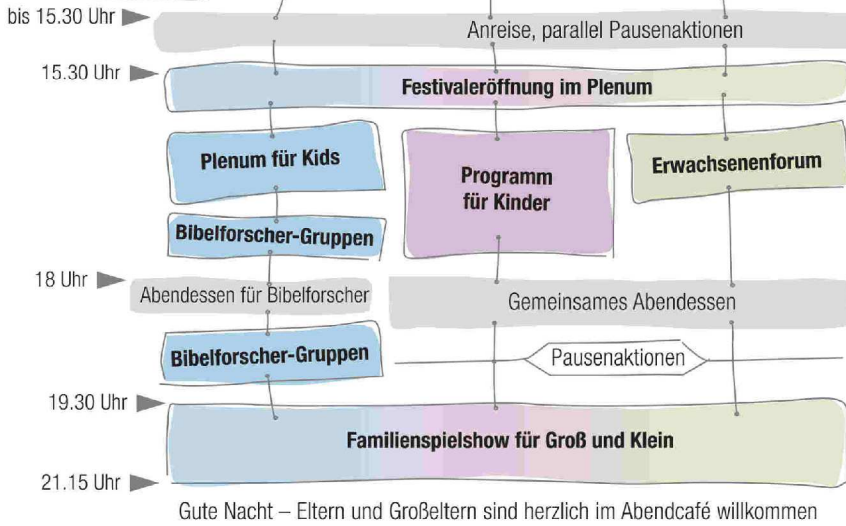 bis 15.30 Uhr
Anreise, parallel Pausenaktionen
15.30 Uhr
Festivaleröffnung im Plenum
Plenum für Kids
Programm
für Kinder
Erwachsenenforum
Bibelforscher-Gruppen
18 Uhr
Abendessen für Bibelforscher
Gemeinsames Abendessen
Bibelforscher-Gruppen
Pausenaktionen
19.30 Uhr
Familienspielshow für Groß und Klein
21.15 Uhr
Gute Nacht – Eltern und Großeltern sind herzlich im Abendcafé willkommen